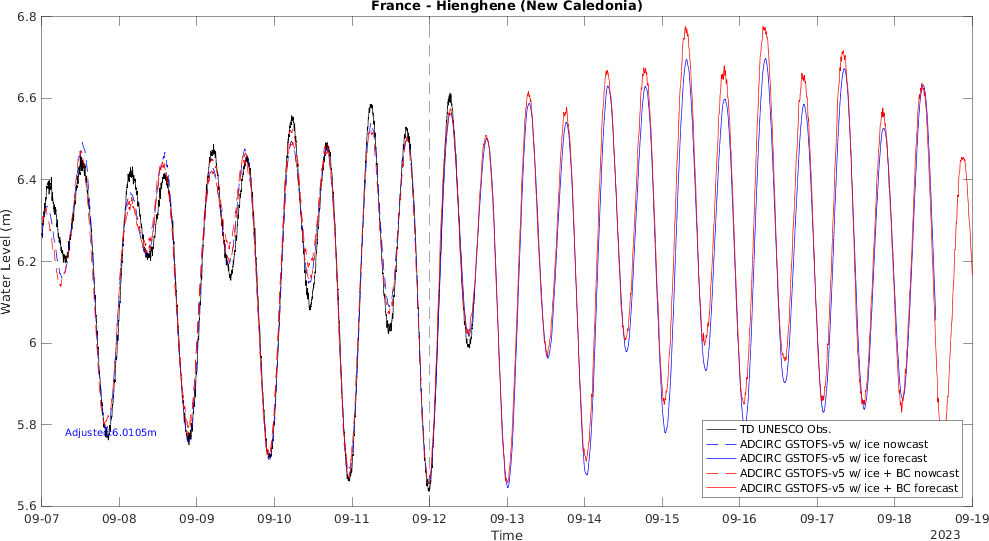 France - Hienghene (New Caledonia)
6.8
6.6
6.4
6.2
6
5.8
5.6
Water Level (m)
Adjusted 6.0105m
TD UNESCO Obs.
ADCIRC GSTOFS-v5 w/ ice nowcast
ADCIRC GSTOFS-v5 w/ ice forecast
ADCIRC GSTOFS-v5 w/ ice + BC nowcast
ADCIRC GSTOFS-v5 w/ ice + BC forecast
09-07 09-08 09-09 09-10 09-11 09-12 09-13 09-14 09-15 09-16 09-17 09-18 09-19
Time
2023